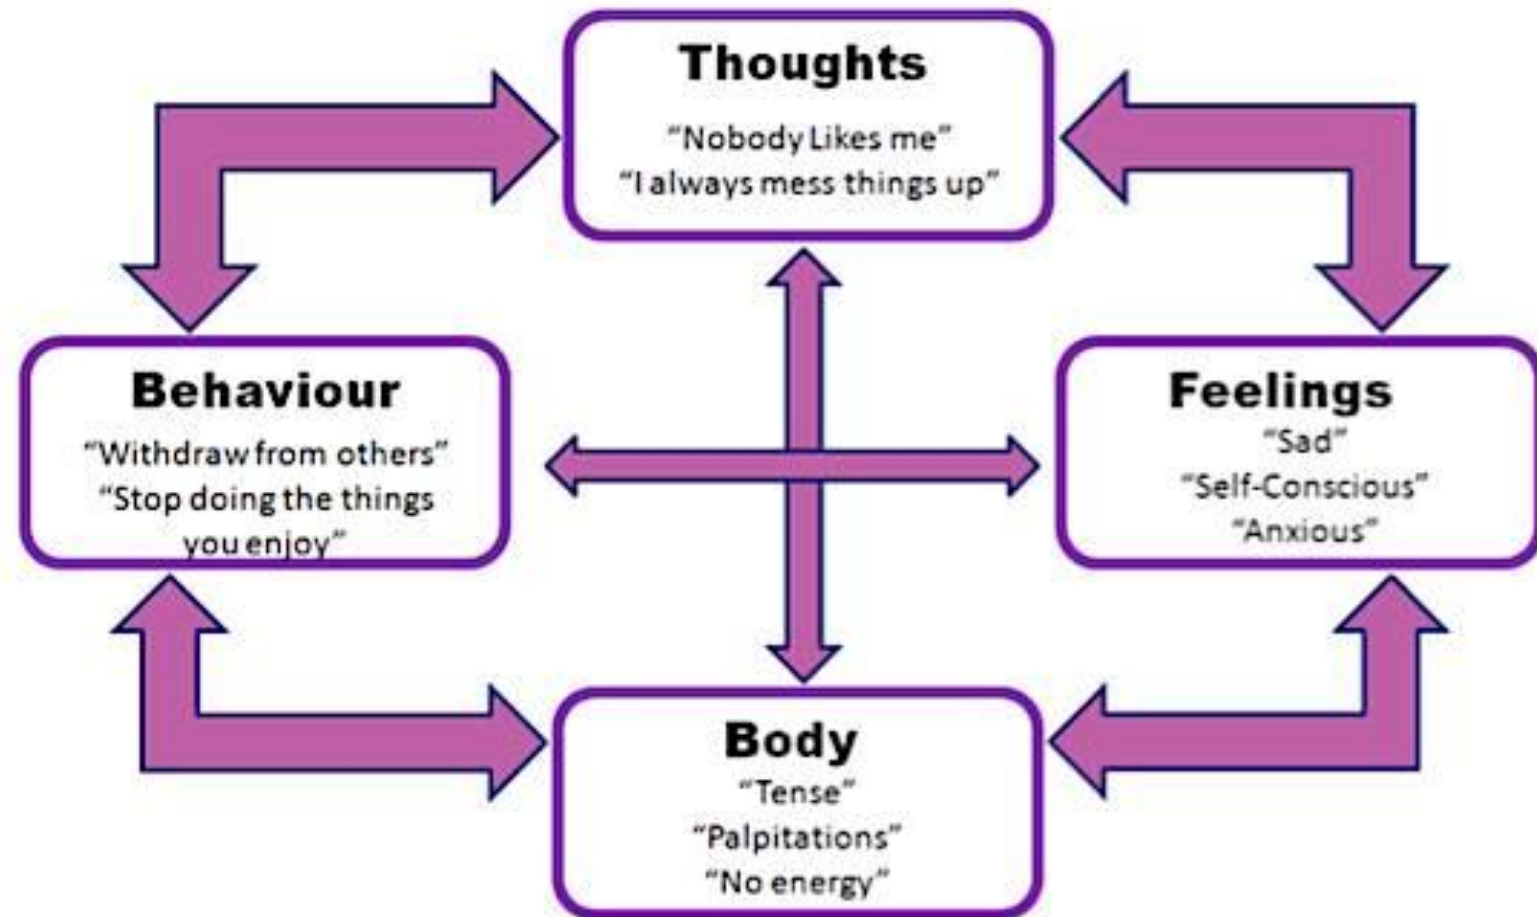 Thoughts
“Nobody Likes me”
“I always mess things up”
Behaviour
“Withdraw from others”
“Stop doing the things
you enjoy”
Feelings
“Sad”
“Self-Conscious”
“Anxious”
Body
“Tense”
“Palpitations”
“No energy”